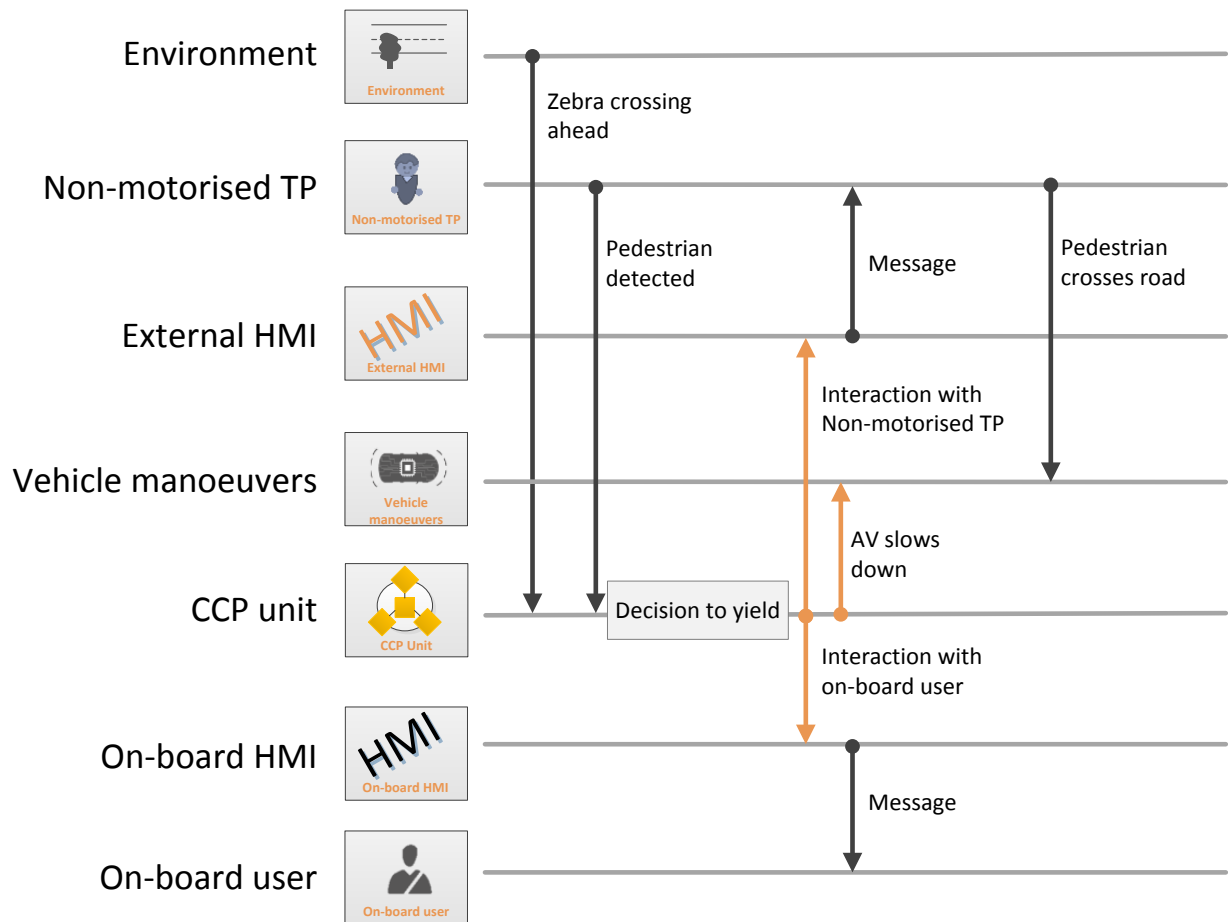 Environment
Environment
Zebra crossing
ahead
Non-motorised TP
Non-motorised TP
Pedestrian
detected
Message
Pedestrian
crosses road
External HMI
HMI
External HMI
Interaction with
Non-motorised TP
Vehicle manoeuvers
Vehicle
manoeuvers
AV slows
down
CCP unit
CCP Unit
Decision to yield
Interaction with
on-board user
On-board HMI
HMI
On-board HMI
Message
On-board user
On-board user